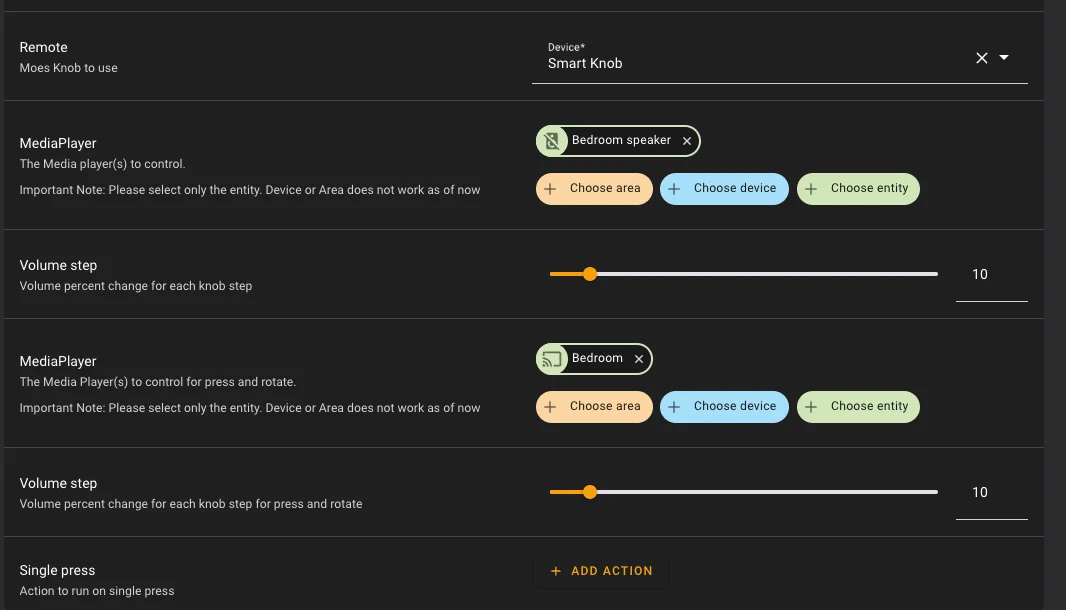 Remote
Moes Knob to use
Device*
Smart Knob
MediaPlayer
The Media player(s) to control.
Important Note: Please select only the entity. Device or Area does not work as of now
Bedroom speaker
Choose area
Choose device
Choose entity
Volume step
Volume percent change for each knob step
10
MediaPlayer
The Media Player(s) to control for press and rotate.
Important Note: Please select only the entity. Device or Area does not work as of now
Bedroom
Choose area
Choose device
Choose entity
Volume step
Volume percent change for each knob step for press and rotate
10
Single press
Action to run on single press
ADD ACTION